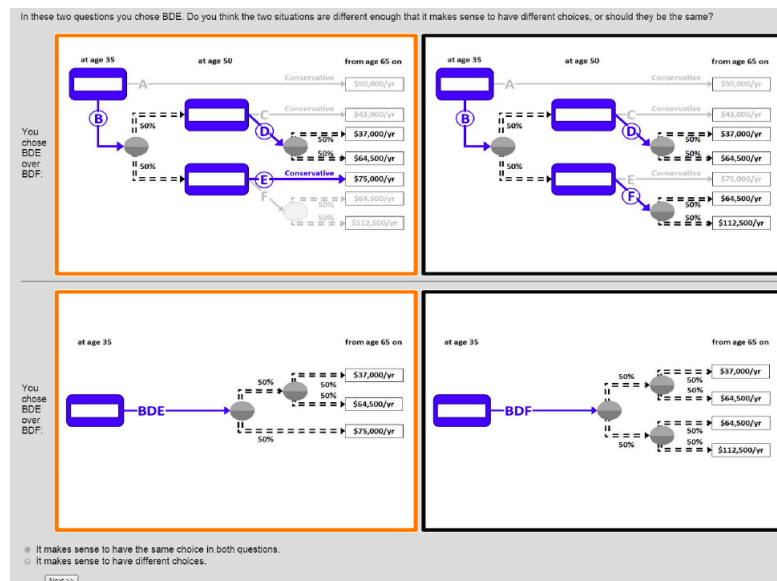 In these two questions you chose BDE. Do you think the two situations are different enough that it makes sense to have different choices, or should they be the same?
at age 35 at age 50 from age 65 on
A Conservative $50,000/yr
B
C Conservative $43,000/yr
50%
D 50% $37,000/yr
50% $64,500/yr
50%
E Conservative $75,000/yr
F 50% $64,500/yr
50% $112,500/yr
You
chose
BDE
over
BDF:
at age 35 at age 50 from age 65 on
A Conservative $50,000/yr
B
C Conservative $43,000/yr
50%
D 50% $37,000/yr
50% $64,500/yr
50%
E Conservative $75,000/yr
F 50% $64,500/yr
50% $112,500/yr
You
chose
BDE
over
BDF:
at age 35 from age 65 on
BDE
50%
50% $37,000/yr
50% $64,500/yr
50% $75,000/yr
at age 35 from age 65 on
BDF
50%
50% $37,000/yr
50% $64,500/yr
50%
50% $64,500/yr
50% $112,500/yr
It makes sense to have the same choice in both questions.
It makes sense to have different choices.
Next >>